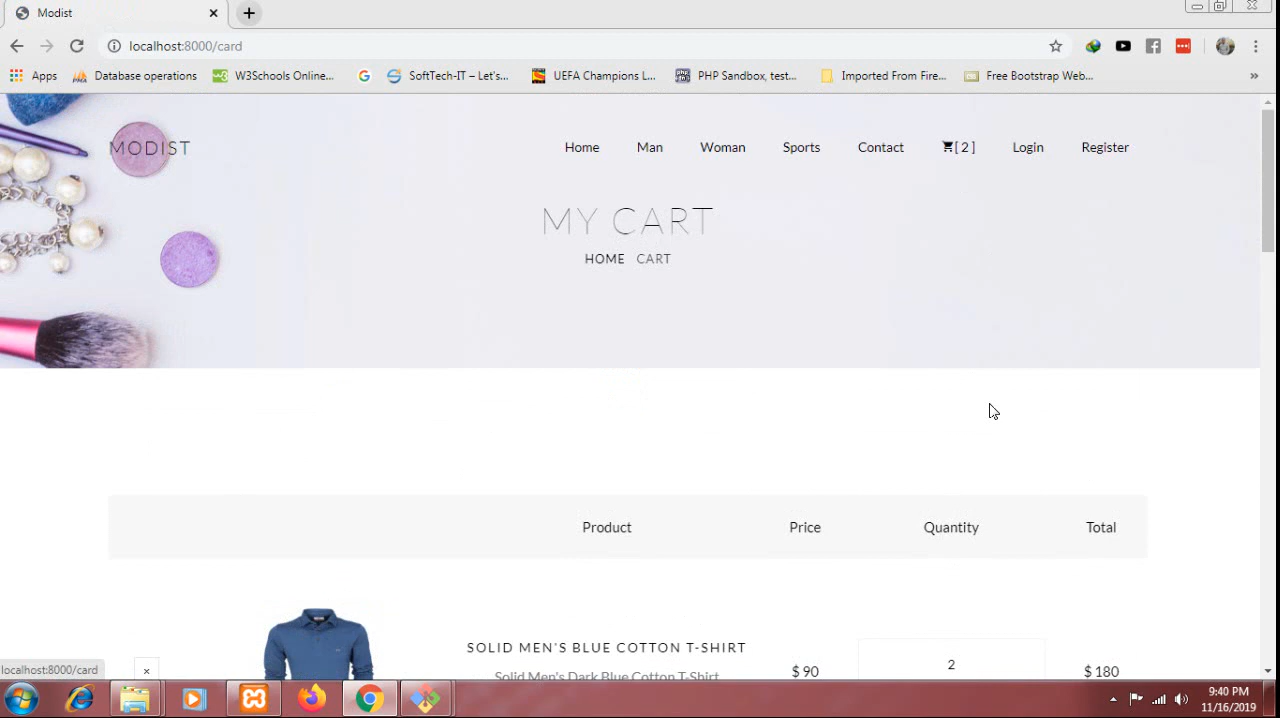 Modist
localhost:8000/card
Apps Database operations W3Schools Online... SoftTech-IT – Let's... UEFA Champions L... PHP Sandbox, test... Imported From Fire... Free Bootstrap Web... »
MODIST Home Man Woman Sports Contact [ 2 ] Login Register
MY CART
HOME CART
Product Price Quantity Total
SOLID MEN'S BLUE COTTON T-SHIRT
2
$ 90 $ 180
Solid Men's Dark Blue Cotton T-Shirt
localhost:8000/card ×
9:40 PM
11/16/2019